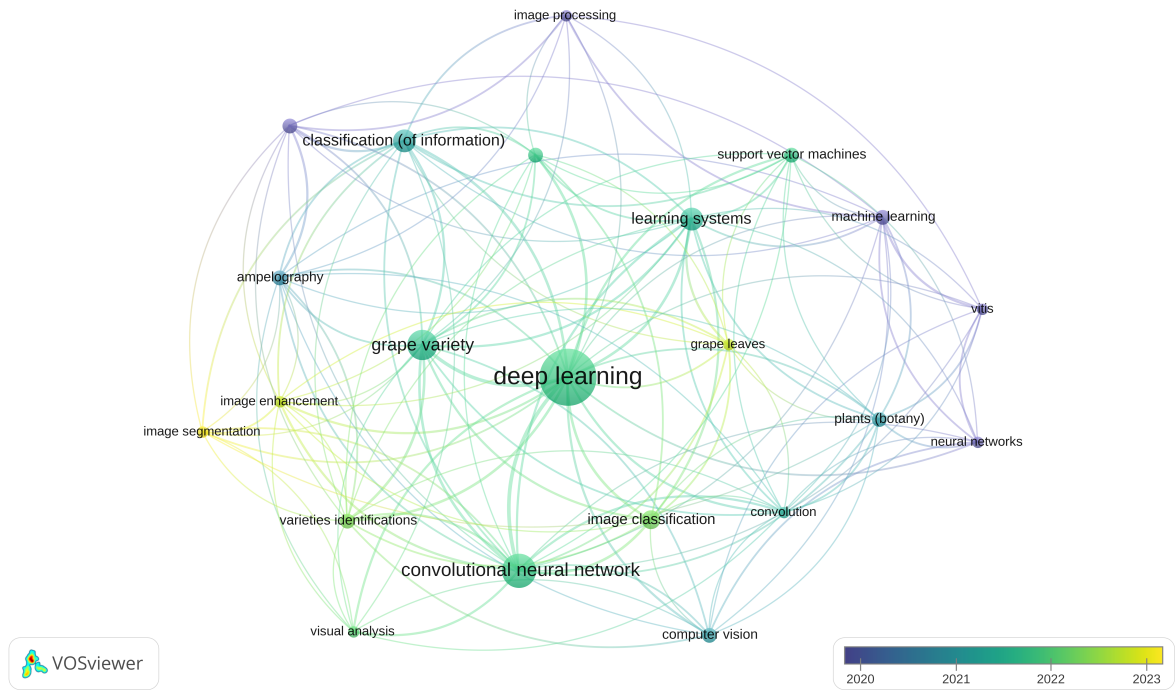 image processing
classification (of information)
support vector machines
learning systems
machine learning
ampelography
vitis
grape variety
grape leaves
deep learning
image enhancement
plants (botany)
image segmentation
neural networks
convolution
varieties identifications
image classification
convolutional neural network
visual analysis
computer vision
VOSviewer
2020 2021 2022 2023